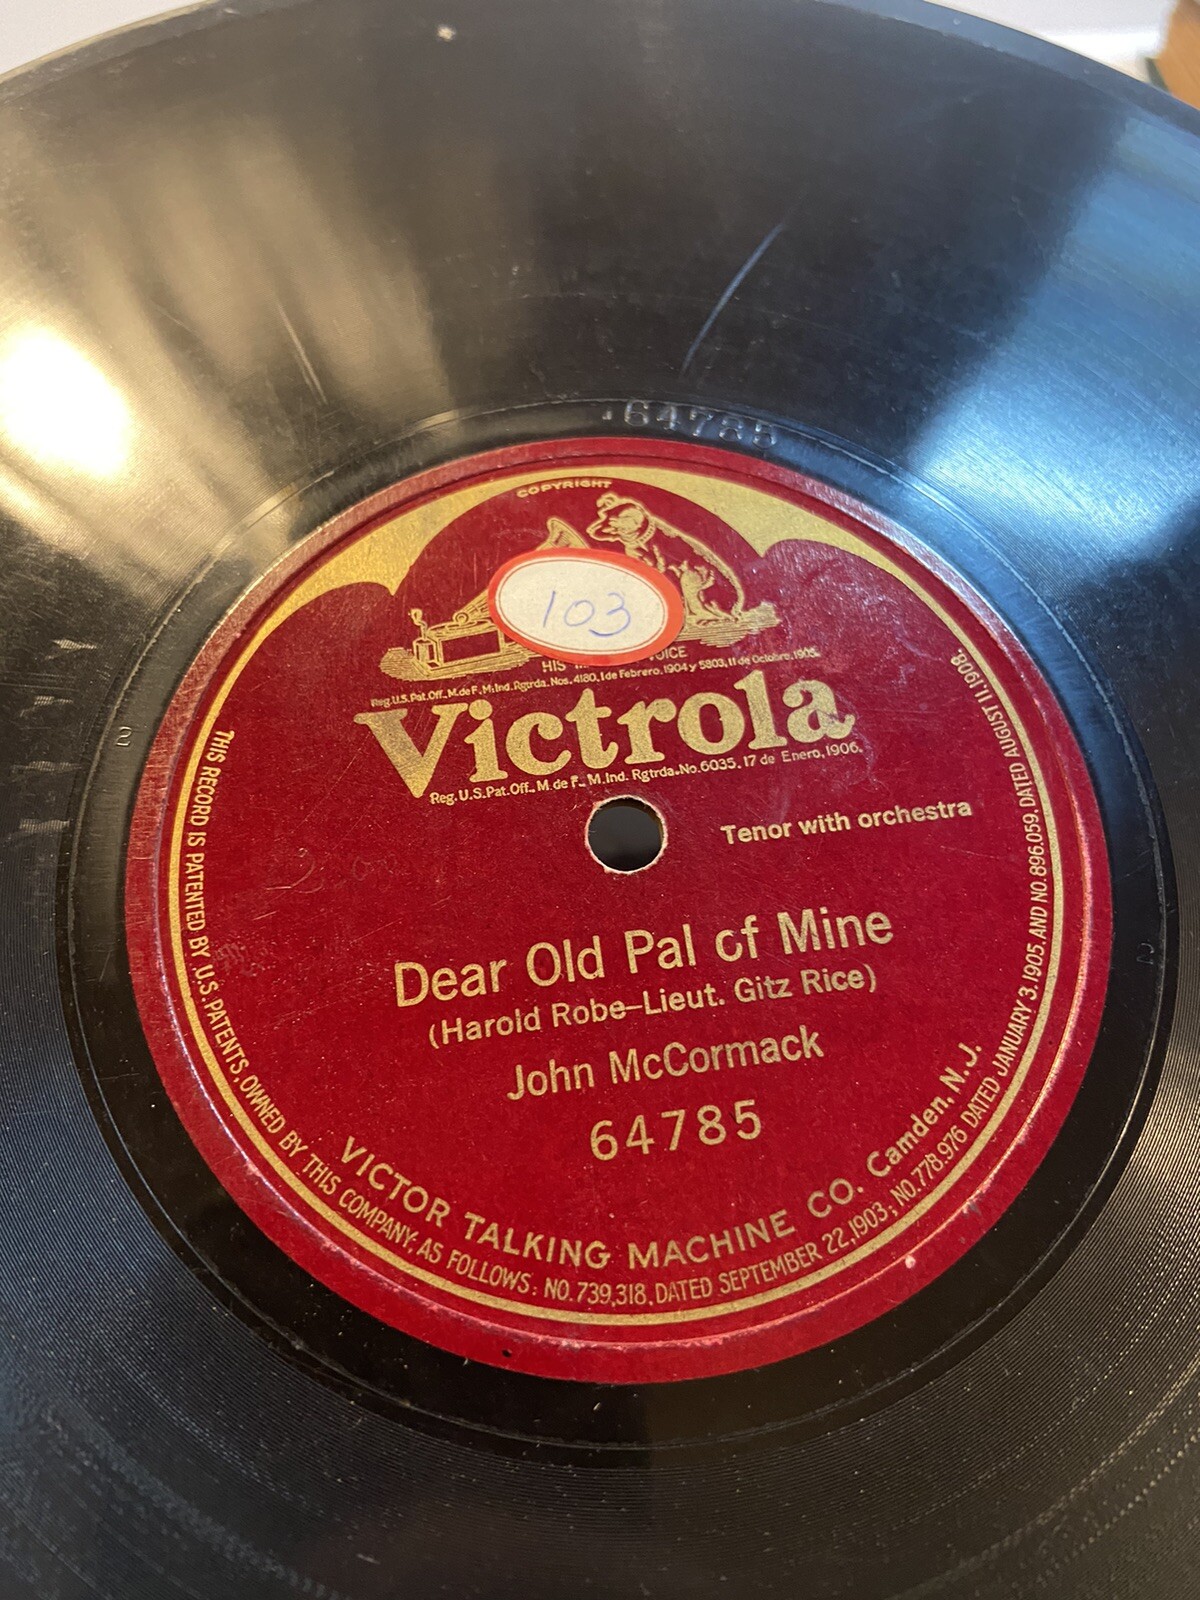 64785
COPYRIGHT
103
HIS VOICE
Reg. U.S. Pat. Off. M. de F. M. Ind. Rgtrda. Nos. 4180, 1 de Febrero, 1904 y 5803, 11 de Octobre, 1905.
Victrola
Reg. U.S. Pat. Off. M. de F. M. Ind. Rgtrda. No. 6035. 17 de Enero, 1906.
Tenor with orchestra
Dear Old Pal of Mine
(Harold Robe–Lieut. Gitz Rice)
John McCormack
64785
VICTOR TALKING MACHINE CO. Camden, N.J.
THIS RECORD IS PATENTED BY U.S. PATENTS, OWNED BY THIS COMPANY, AS FOLLOWS: NO. 739,318, DATED SEPTEMBER 22, 1903; NO. 778,976 DATED JANUARY 3, 1905, AND NO. 896,059, DATED AUGUST 11, 1908.
2